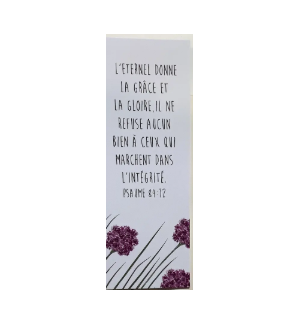 L'ETERNEL DONNE
LA GRÂCE ET
LA GLOIRE, IL NE
REFUSE AUCUN
BIEN À CEUX QUI
MARCHENT DANS
L'INTÉGRITÉ.
PSAUME 84:12